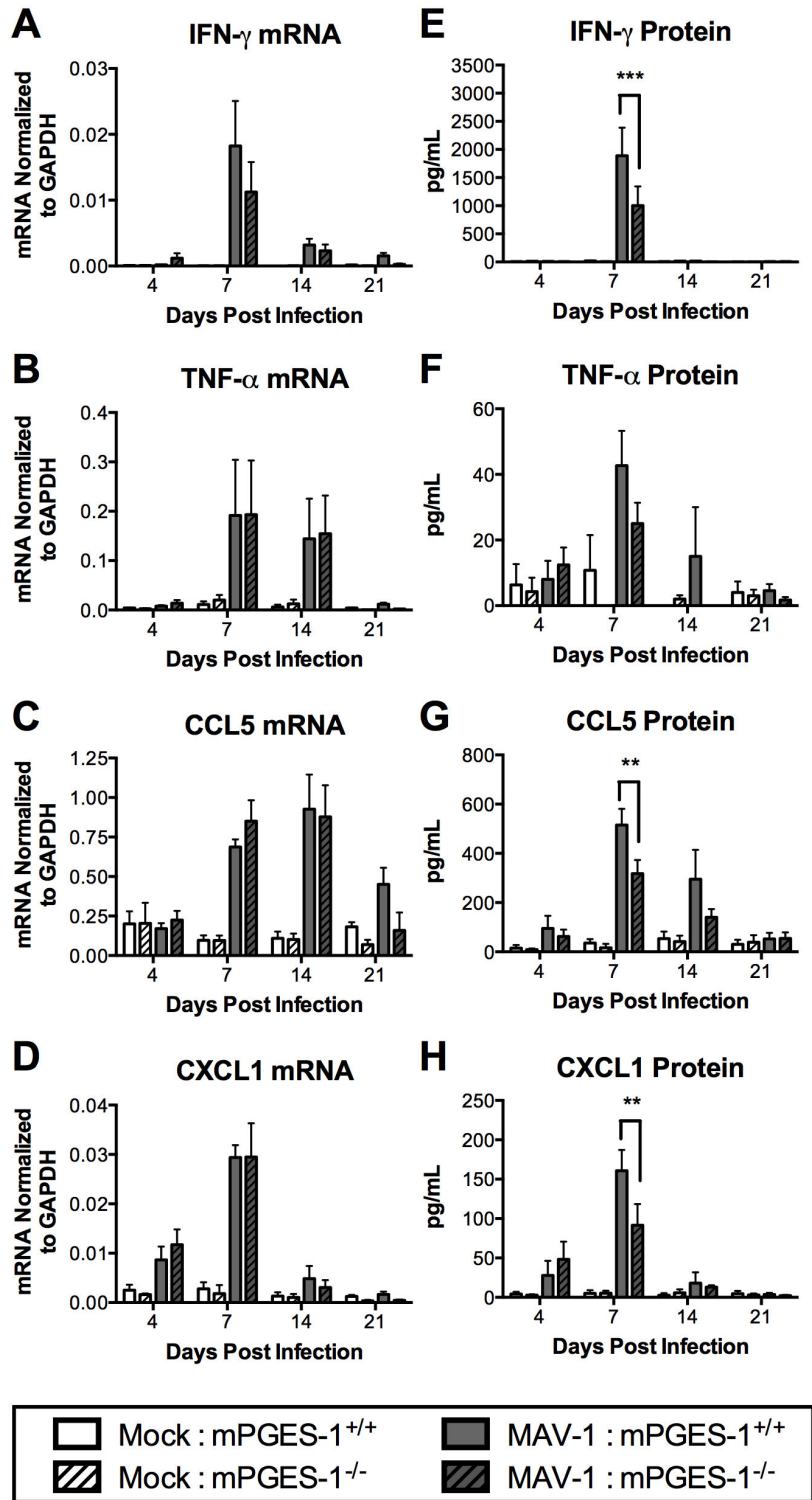 A
IFN-γ mRNA
mRNA Normalized
to GAPDH
0.03
0.02
0.01
0.00
4 7 14 21
Days Post Infection
B
TNF-α mRNA
mRNA Normalized
to GAPDH
0.4
0.3
0.2
0.1
0.0
4 7 14 21
Days Post Infection
C
CCL5 mRNA
mRNA Normalized
to GAPDH
1.25
1.00
0.75
0.50
0.25
0.00
4 7 14 21
Days Post Infection
D
CXCL1 mRNA
mRNA Normalized
to GAPDH
0.04
0.03
0.02
0.01
0.00
4 7 14 21
Days Post Infection
E
IFN-γ Protein
pg/mL
3500
3000
2500
2000
1500
1000
500
0
***
4 7 14 21
Days Post Infection
F
TNF-α Protein
pg/mL
60
40
20
0
4 7 14 21
Days Post Infection
G
CCL5 Protein
pg/mL
800
600
400
200
0
**
4 7 14 21
Days Post Infection
H
CXCL1 Protein
pg/mL
250
200
150
100
50
0
**
4 7 14 21
Days Post Infection
Mock : mPGES-1+/+
MAV-1 : mPGES-1+/+
Mock : mPGES-1-/-
MAV-1 : mPGES-1-/-